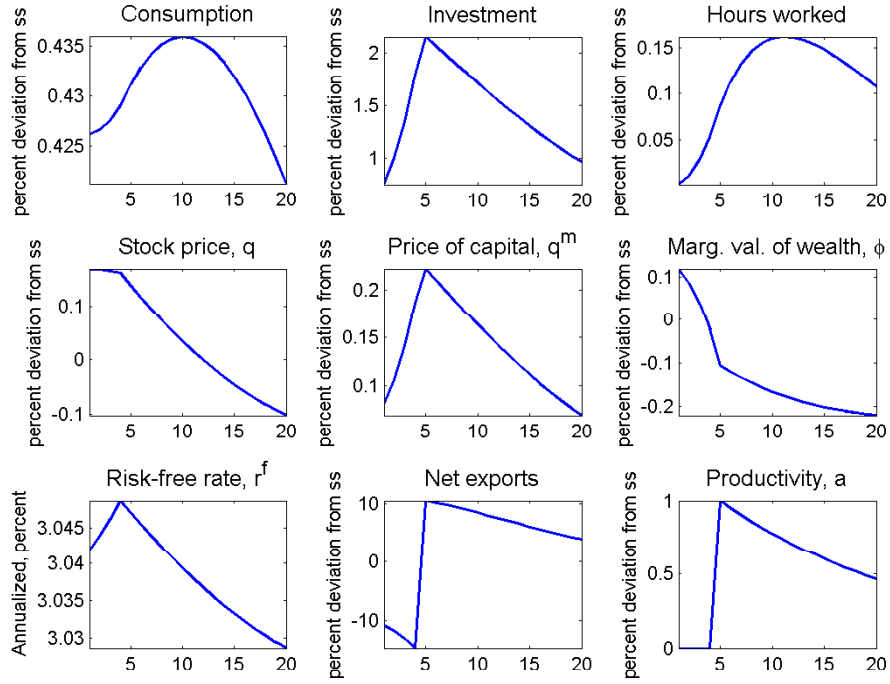 Consumption
percent deviation from ss
0.435
0.43
0.425
5 10 15 20
Investment
percent deviation from ss
2
1.5
1
5 10 15 20
Hours worked
percent deviation from ss
0.15
0.1
0.05
5 10 15 20
Stock price, q
percent deviation from ss
0.1
0
-0.1
5 10 15 20
Price of capital, q^m
percent deviation from ss
0.2
0.15
0.1
5 10 15 20
Marg. val. of wealth, ϕ
percent deviation from ss
0.1
0
-0.1
-0.2
5 10 15 20
Risk-free rate, r^f
Annualized, percent
3.045
3.04
3.035
3.03
5 10 15 20
Net exports
percent deviation from ss
10
0
-10
5 10 15 20
Productivity, a
percent deviation from ss
1
0.5
0
5 10 15 20